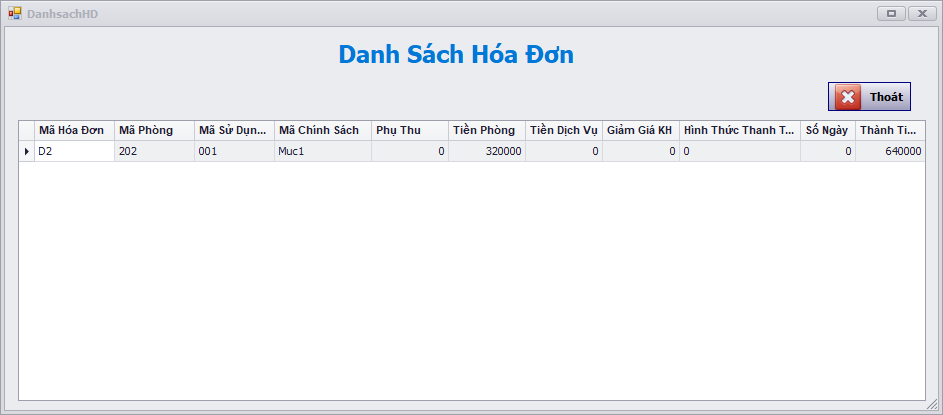 DanhsachHD
Danh Sách Hóa Đơn
Thoát
Mã Hóa Đơn Mã Phòng Mã Sử Dụn... Mã Chính Sách Phụ Thu Tiền Phòng Tiền Dịch Vụ Giảm Giá KH Hình Thức Thanh T... Số Ngày Thành Ti...
D2 202 001 Muc1 0 320000 0 0 0 0 640000